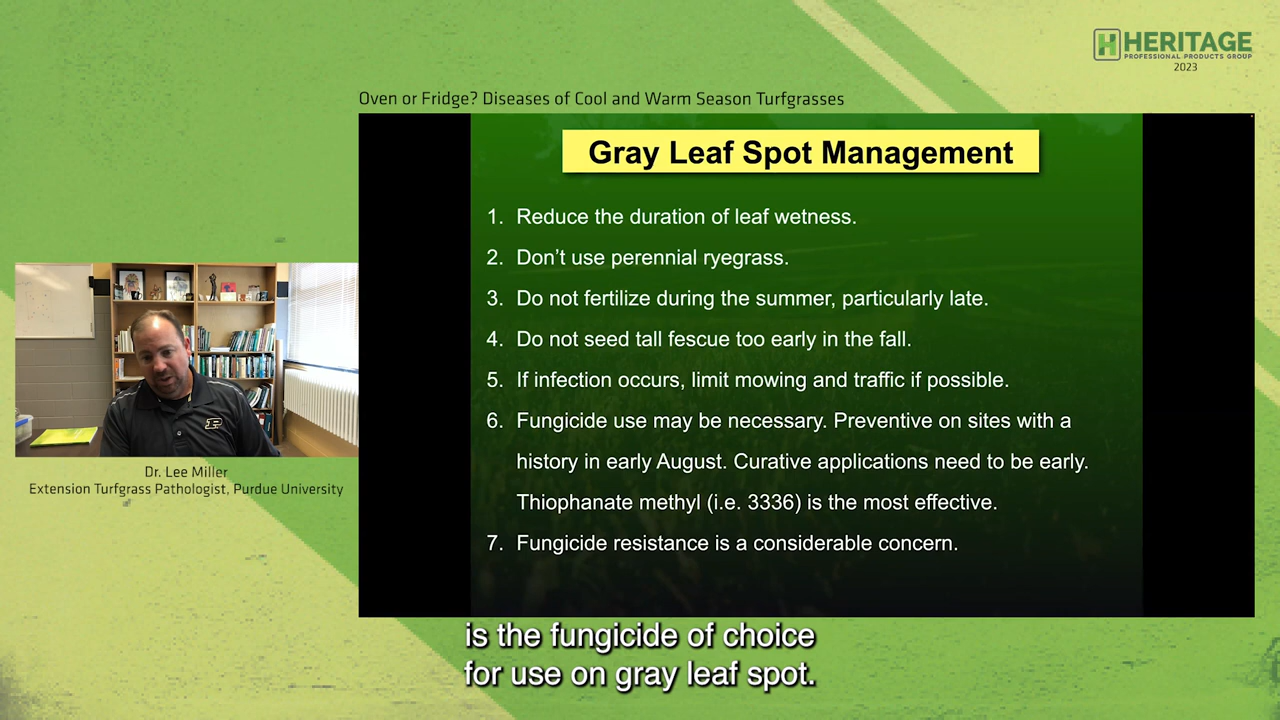 HERITAGE
PROFESSIONAL PRODUCTS GROUP
2023
Oven or Fridge? Diseases of Cool and Warm Season Turfgrasses
Gray Leaf Spot Management
1. Reduce the duration of leaf wetness.
2. Don't use perennial ryegrass.
3. Do not fertilize during the summer, particularly late.
4. Do not seed tall fescue too early in the fall.
5. If infection occurs, limit mowing and traffic if possible.
6. Fungicide use may be necessary. Preventive on sites with a
history in early August. Curative applications need to be early.
Thiophanate methyl (i.e. 3336) is the most effective.
7. Fungicide resistance is a considerable concern.
Dr. Lee Miller
Extension Turfgrass Pathologist, Purdue University
is the fungicide of choice
for use on gray leaf spot.